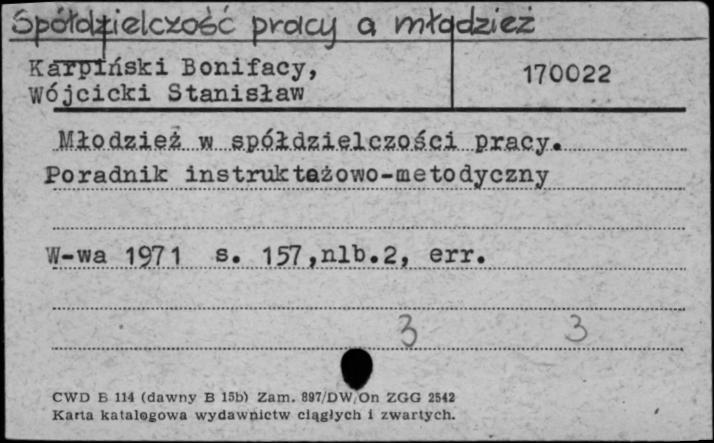 Spółdzielczość pracy a młodzież
Karpiński Bonifacy,
Wójcicki Stanisław
170022
Młodzież w spółdzielczości pracy.
Poradnik instruktażowo-metodyczny
W-wa 1971 s. 157,nlb.2, err.
3 3
CWD B 114 (dawny B 15b) Zam. 897/DW/On ZGG 2542
Karta katalogowa wydawnictw ciągłych i zwartych.